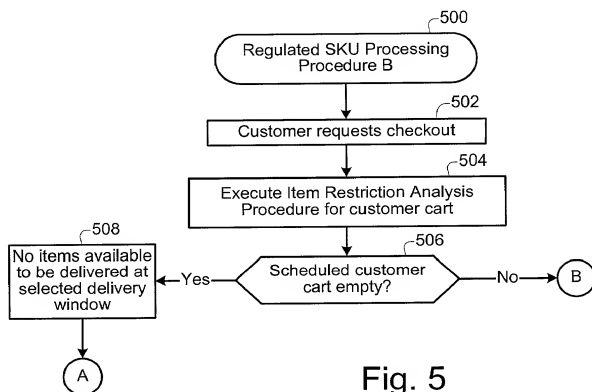 500
Regulated SKU Processing
Procedure B
502
Customer requests checkout
504
Execute Item Restriction Analysis
Procedure for customer cart
506
Scheduled customer
cart empty?
508
No items available
to be delivered at
selected delivery
window
Yes
No
B
A
Fig. 5